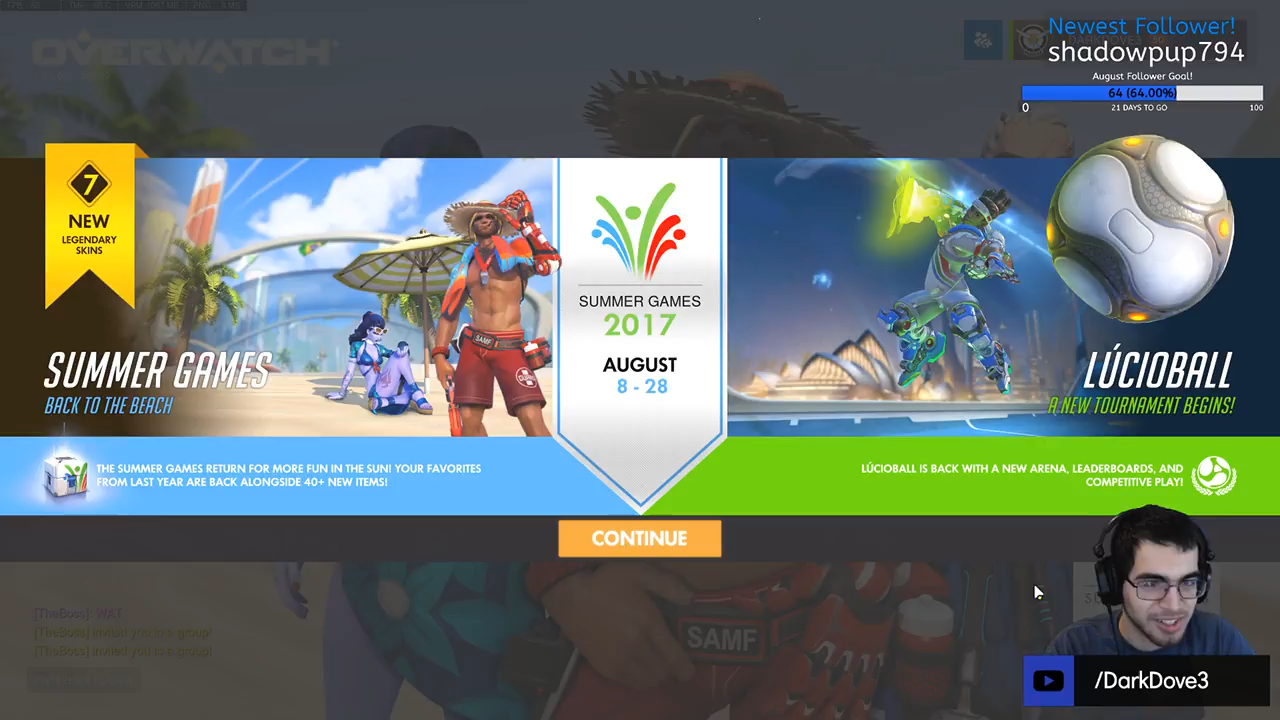 OVERWATCH
Newest Follower!
shadowpup794
August Follower Goal!
64 (64.00%)
0 21 DAYS TO GO 100
7
NEW
LEGENDARY
SKINS
SUMMER GAMES
BACK TO THE BEACH
SAMF
SUMMER GAMES
2017
AUGUST
8 - 28
LÚCIOBALL
A NEW TOURNAMENT BEGINS!
THE SUMMER GAMES RETURN FOR MORE FUN IN THE SUN! YOUR FAVORITES
FROM LAST YEAR ARE BACK ALONGSIDE 40+ NEW ITEMS!
LÚCIOBALL IS BACK WITH A NEW ARENA, LEADERBOARDS, AND
COMPETITIVE PLAY!
CONTINUE
[TheBoss]: WAT
[TheBoss] invited you to a group!
[TheBoss] invited you to a group!
SAMF
/DarkDove3